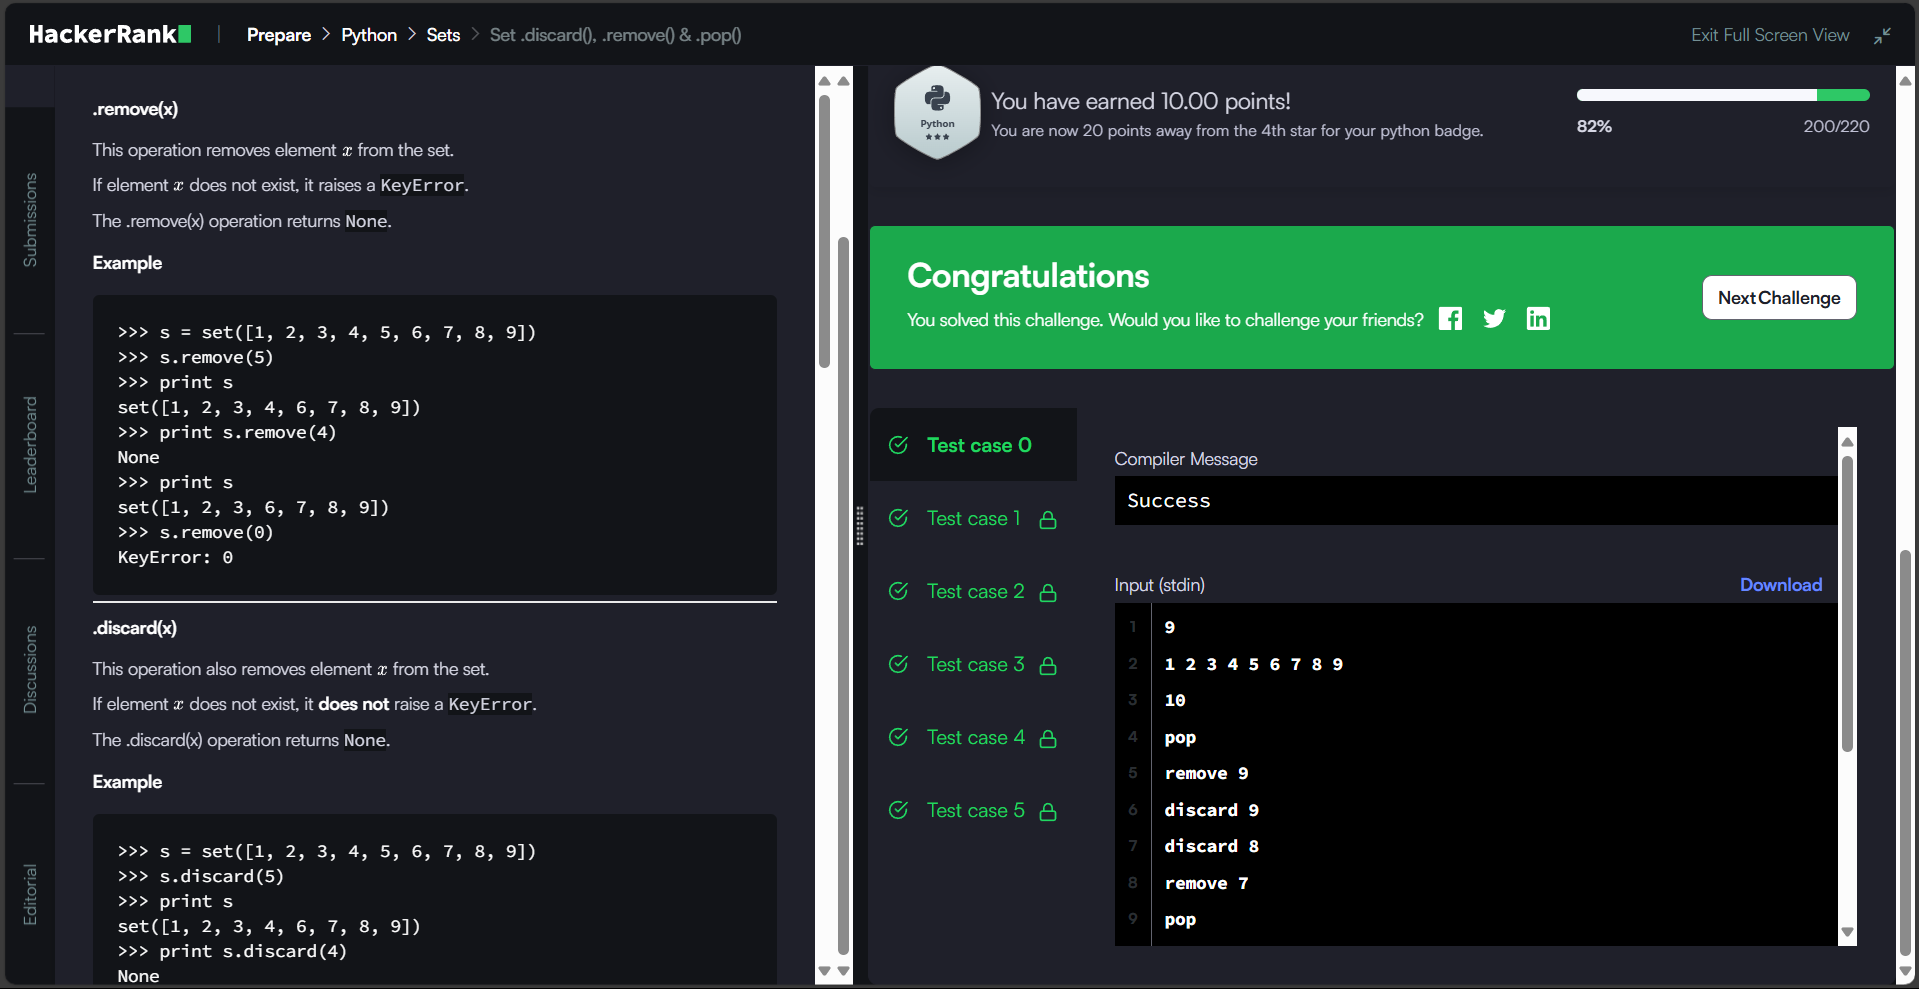 HackerRank
Prepare > Python > Sets > Set .discard(), .remove() & .pop()
Exit Full Screen View
Submissions
Leaderboard
Discussions
Editorial
.remove(x)
This operation removes element x from the set.
If element x does not exist, it raises a KeyError.
The .remove(x) operation returns None.
Example
>>> s = set([1, 2, 3, 4, 5, 6, 7, 8, 9])
>>> s.remove(5)
>>> print s
set([1, 2, 3, 4, 6, 7, 8, 9])
>>> print s.remove(4)
None
>>> print s
set([1, 2, 3, 6, 7, 8, 9])
>>> s.remove(0)
KeyError: 0
.discard(x)
This operation also removes element x from the set.
If element x does not exist, it does not raise a KeyError.
The .discard(x) operation returns None.
Example
>>> s = set([1, 2, 3, 4, 5, 6, 7, 8, 9])
>>> s.discard(5)
>>> print s
set([1, 2, 3, 4, 6, 7, 8, 9])
>>> print s.discard(4)
None
Python
You have earned 10.00 points!
You are now 20 points away from the 4th star for your python badge.
82%
200/220
Congratulations
You solved this challenge. Would you like to challenge your friends?
Next Challenge
Test case 0
Test case 1
Test case 2
Test case 3
Test case 4
Test case 5
Compiler Message
Success
Input (stdin)
Download
1 9
2 1 2 3 4 5 6 7 8 9
3 10
4 pop
5 remove 9
6 discard 9
7 discard 8
8 remove 7
9 pop